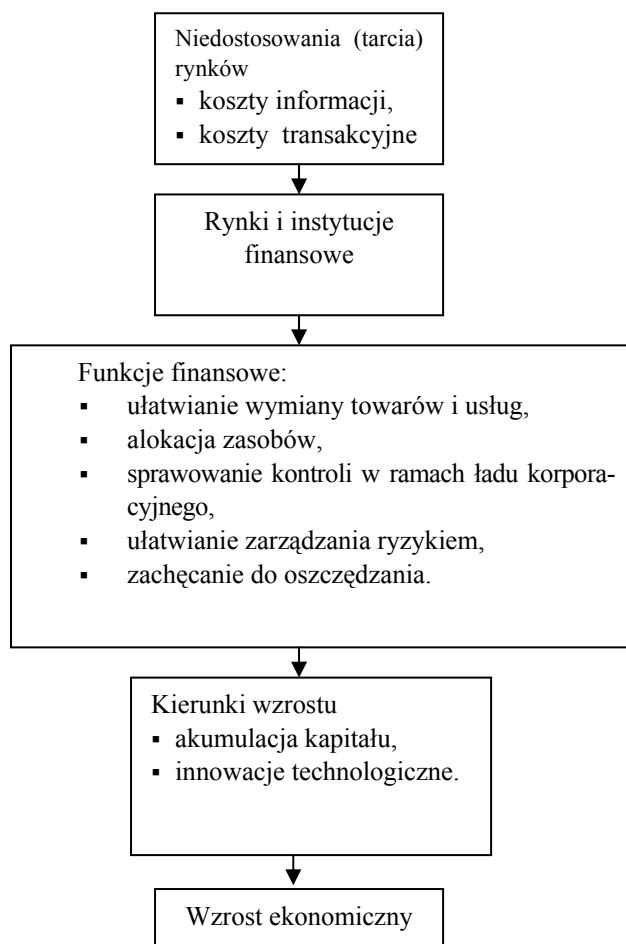 Niedostosowania (tarcia)
rynków
▪ koszty informacji,
▪ koszty transakcyjne
Rynki i instytucje
finansowe
Funkcje finansowe:
▪ ułatwianie wymiany towarów i usług,
▪ alokacja zasobów,
▪ sprawowanie kontroli w ramach ładu korpora-
cyjnego,
▪ ułatwianie zarządzania ryzykiem,
▪ zachęcanie do oszczędzania.
Kierunki wzrostu
▪ akumulacja kapitału,
▪ innowacje technologiczne.
Wzrost ekonomiczny